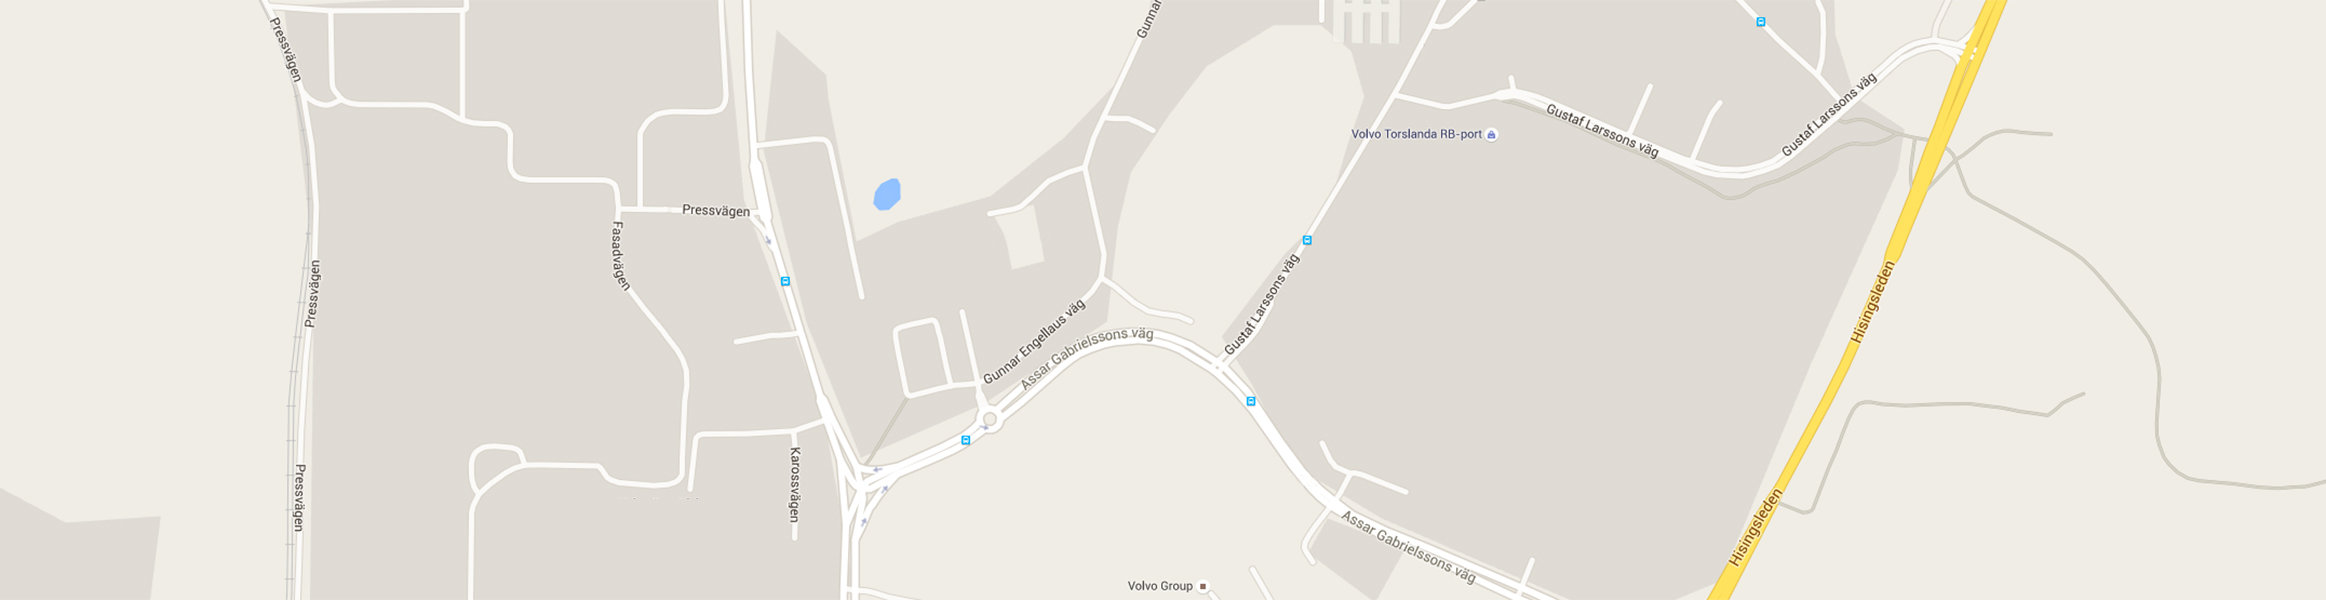 Pressvägen
Gunnar
Gustaf Larssons väg
Gustaf Larssons väg
Volvo Torslanda RB-port
Pressvägen
Fasadvägen
Pressvägen
Gustaf Larssons väg
Hisingsleden
Gunnar Engellaus väg
Assar Gabrielssons väg
Karossvägen
Pressvägen
Assar Gabrielssons väg
Hisingsleden
Volvo Group